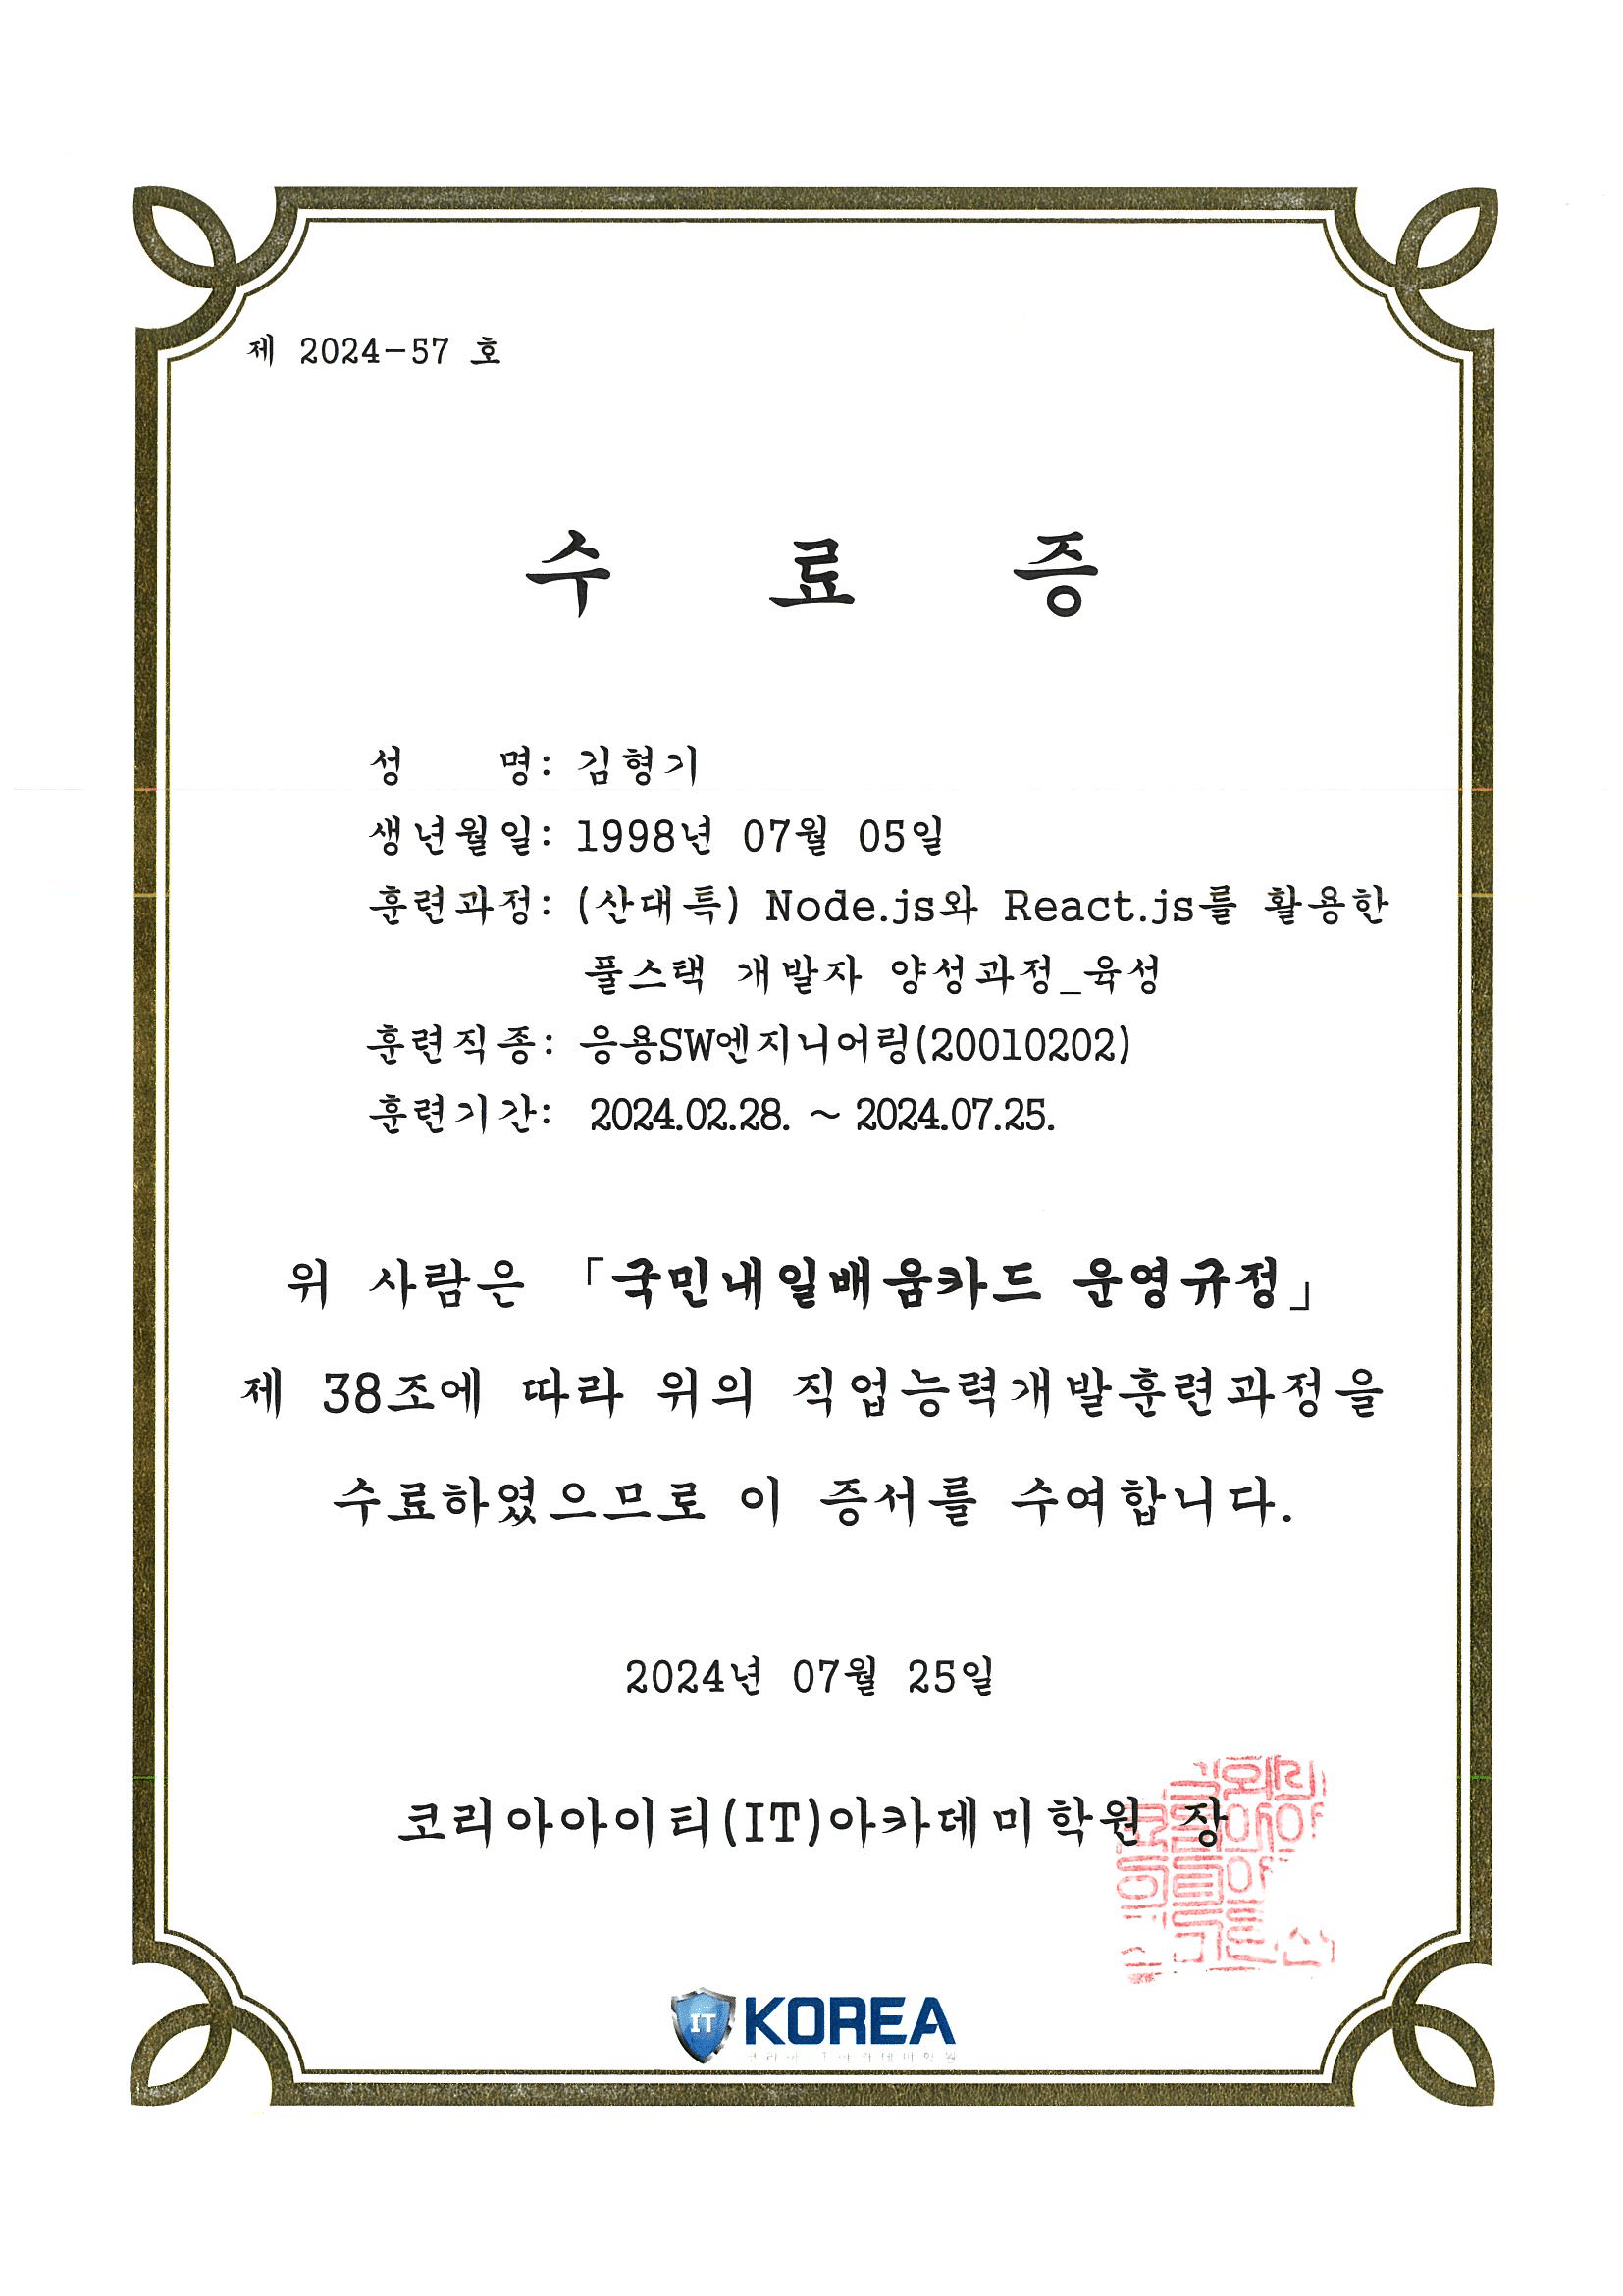 제 2024-57 호
수 료 증
성 명: 김형기
생년월일: 1998년 07월 05일
훈련과정: (산대특) Node.js와 React.js를 활용한
풀스택 개발자 양성과정_육성
훈련직종: 응용SW엔지니어링(20010202)
훈련기간: 2024.02.28. ~ 2024.07.25.
위 사람은 「국민내일배움카드 운영규정」
제 38조에 따라 위의 직업능력개발훈련과정을
수료하였으므로 이 증서를 수여합니다.
2024년 07월 25일
코리아아이티(IT)아카데미학원 장
IT KOREA